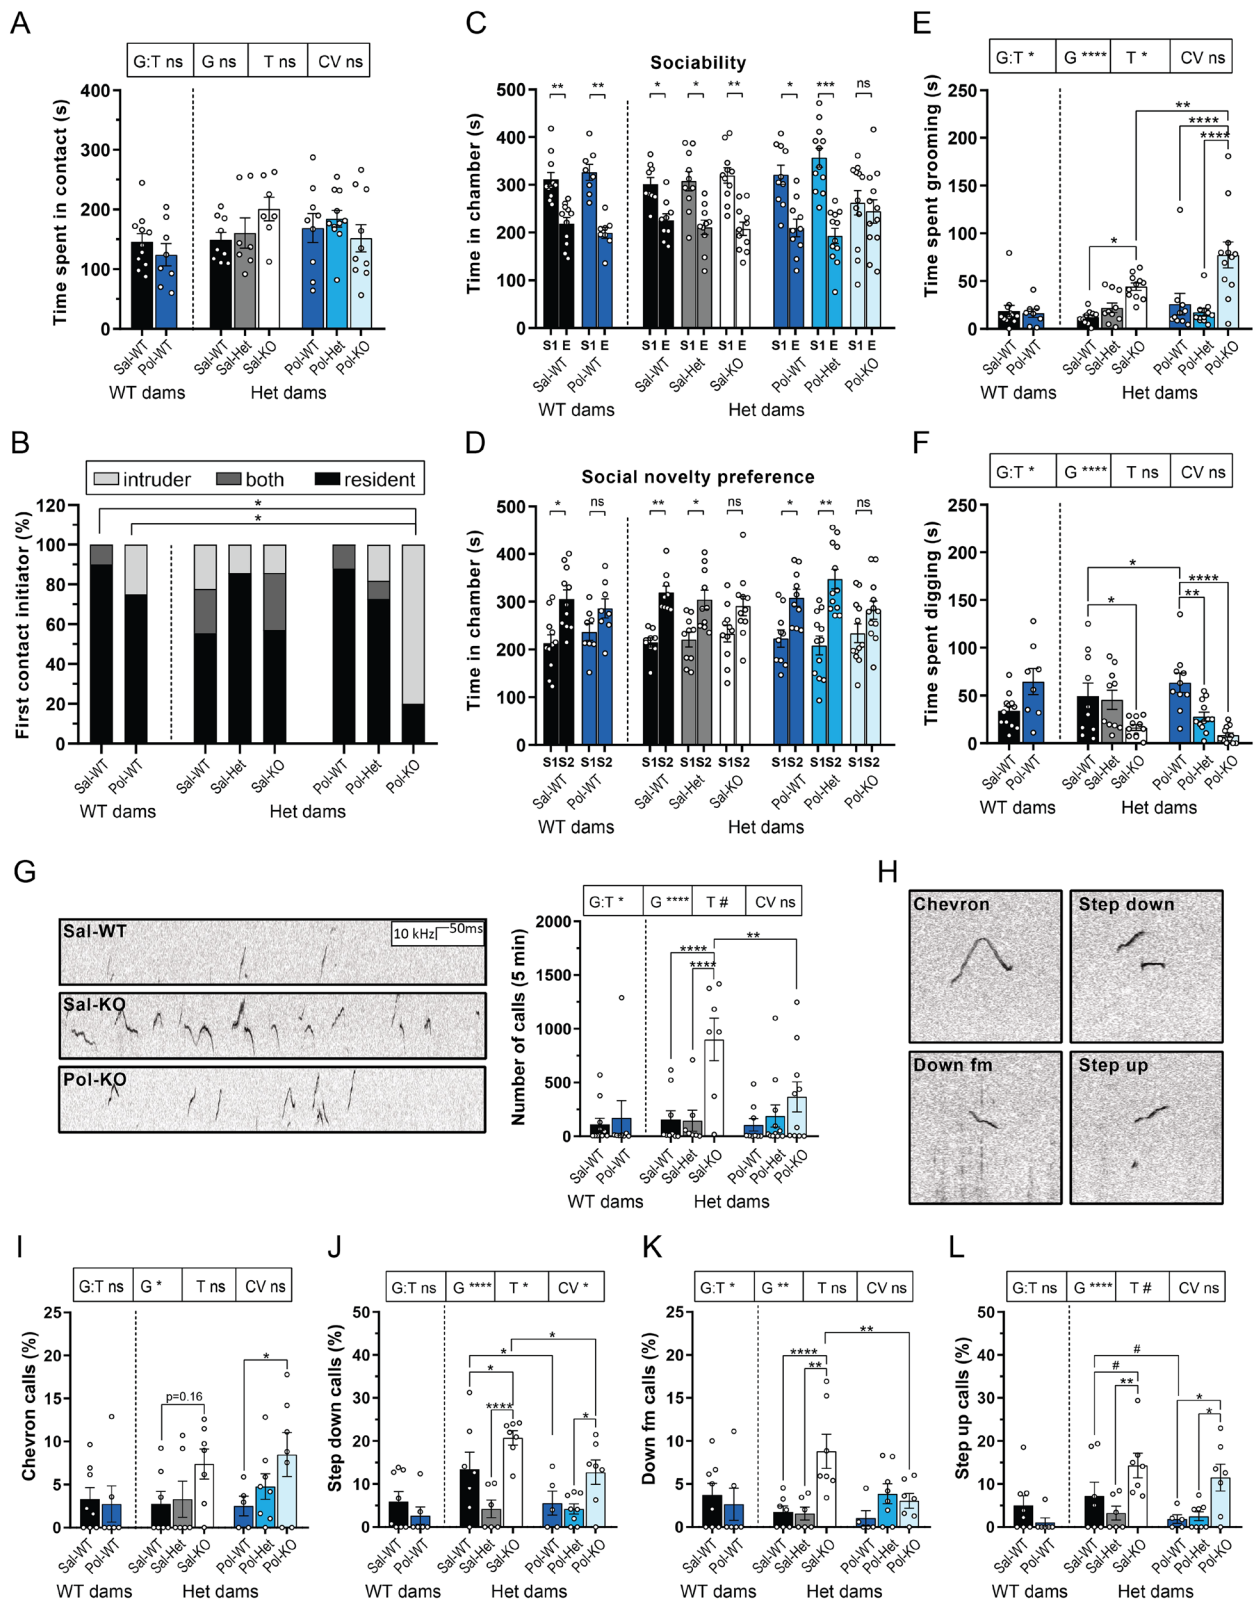 A
G:T ns G ns T ns CV ns
Time spent in contact (s)
400
300
200
100
0
Sal-WT Pol-WT Sal-WT Sal-Het Sal-KO Pol-WT Pol-Het Pol-KO
WT dams Het dams
B
intruder both resident
First contact initiator (%)
* *
120
100
80
60
40
20
0
Sal-WT Pol-WT Sal-WT Sal-Het Sal-KO Pol-WT Pol-Het Pol-KO
WT dams Het dams
C
Sociability
Time in chamber (s)
500
400
300
200
100
0
** ** * * ** * *** ns
S1 E S1 E S1 E S1 E S1 E S1 E S1 E S1 E
Sal-WT Pol-WT Sal-WT Sal-Het Sal-KO Pol-WT Pol-Het Pol-KO
WT dams Het dams
D
Social novelty preference
Time in chamber (s)
500
400
300
200
100
0
* ns ** * ns * ** ns
S1S2 S1S2 S1S2 S1S2 S1S2 S1S2 S1S2 S1S2
Sal-WT Pol-WT Sal-WT Sal-Het Sal-KO Pol-WT Pol-Het Pol-KO
WT dams Het dams
E
G:T * G **** T * CV ns
Time spent grooming (s)
250
200
150
100
50
0
**
****
****
*
Sal-WT Pol-WT Sal-WT Sal-Het Sal-KO Pol-WT Pol-Het Pol-KO
WT dams Het dams
F
G:T * G **** T ns CV ns
Time spent digging (s)
250
200
150
100
50
0
*
****
**
*
Sal-WT Pol-WT Sal-WT Sal-Het Sal-KO Pol-WT Pol-Het Pol-KO
WT dams Het dams
G
Sal-WT
10 kHz 50ms
Sal-KO
Pol-KO
G:T * G **** T # CV ns
Number of calls (5 min)
2000
1500
1000
500
0
**
****
****
Sal-WT Pol-WT Sal-WT Sal-Het Sal-KO Pol-WT Pol-Het Pol-KO
WT dams Het dams
H
Chevron Step down
Down fm Step up
I
G:T ns G * T ns CV ns
Chevron calls (%)
25
20
15
10
5
0
p=0.16
*
Sal-WT Pol-WT Sal-WT Sal-Het Sal-KO Pol-WT Pol-Het Pol-KO
WT dams Het dams
J
G:T ns G **** T * CV *
Step down calls (%)
50
40
30
20
10
0
*
*
*
****
*
Sal-WT Pol-WT Sal-WT Sal-Het Sal-KO Pol-WT Pol-Het Pol-KO
WT dams Het dams
K
G:T * G ** T ns CV ns
Down fm calls (%)
25
20
15
10
5
0
**
****
**
Sal-WT Pol-WT Sal-WT Sal-Het Sal-KO Pol-WT Pol-Het Pol-KO
WT dams Het dams
L
G:T ns G **** T # CV ns
Step up calls (%)
50
40
30
20
10
0
#
#
**
*
*
Sal-WT Pol-WT Sal-WT Sal-Het Sal-KO Pol-WT Pol-Het Pol-KO
WT dams Het dams